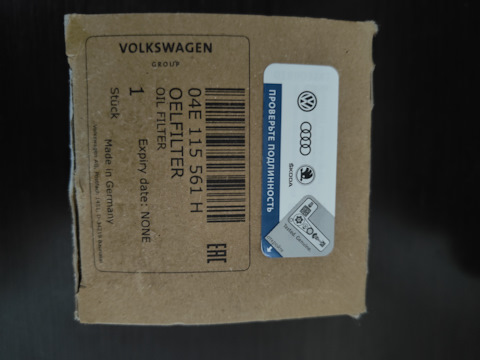 VOLKSWAGEN
GROUP
04E 115 561 H
OELFILTER
OIL FILTER
1
Expiry date: NONE
Stück
Made in Germany
EAC
ПРОВЕРЬТЕ ПОДЛИННОСТЬ
ŠKODA